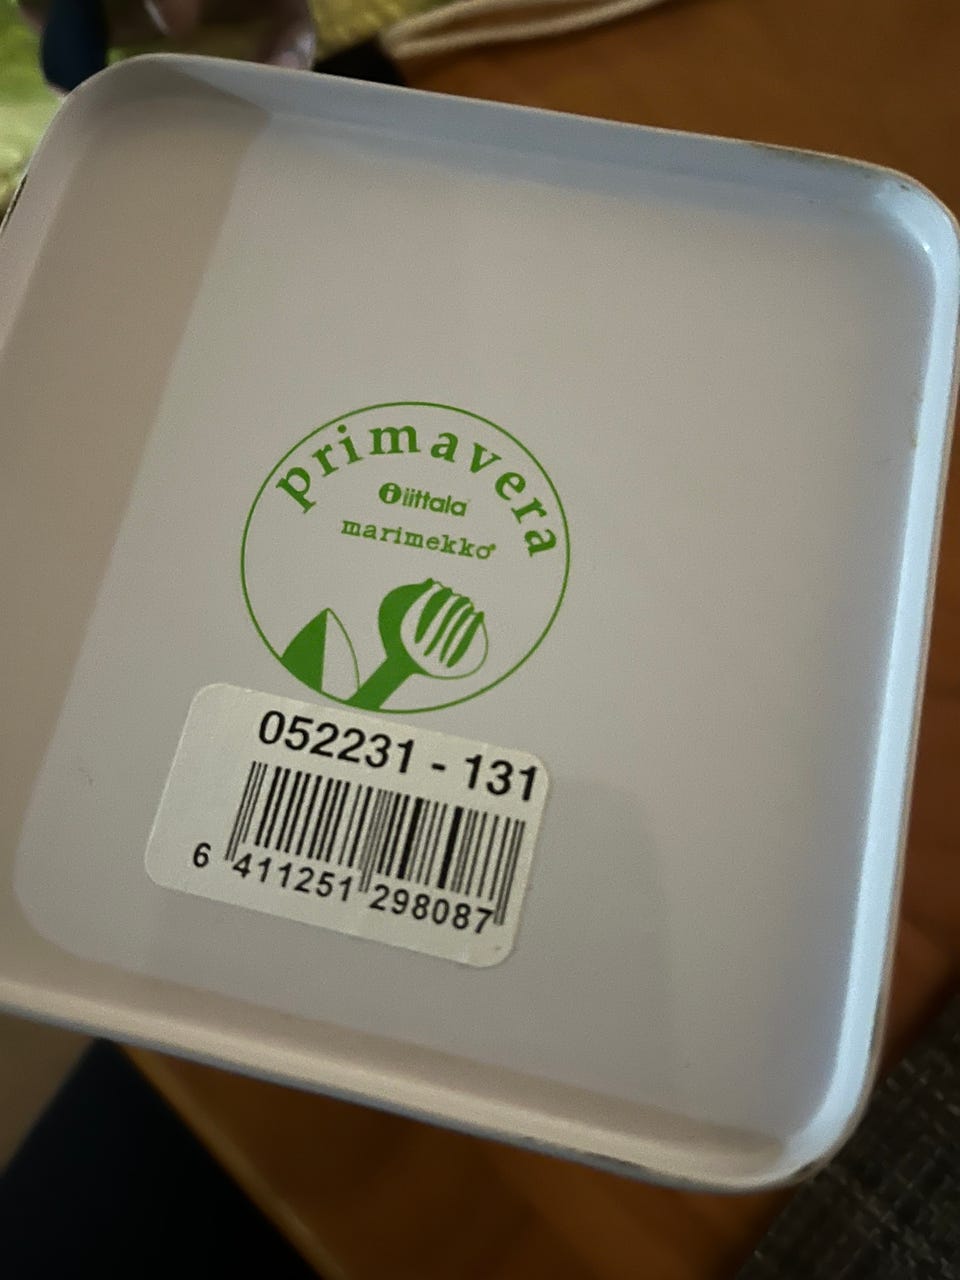 primavera
iittala
marimekko
052231 - 131
6 411251 298087